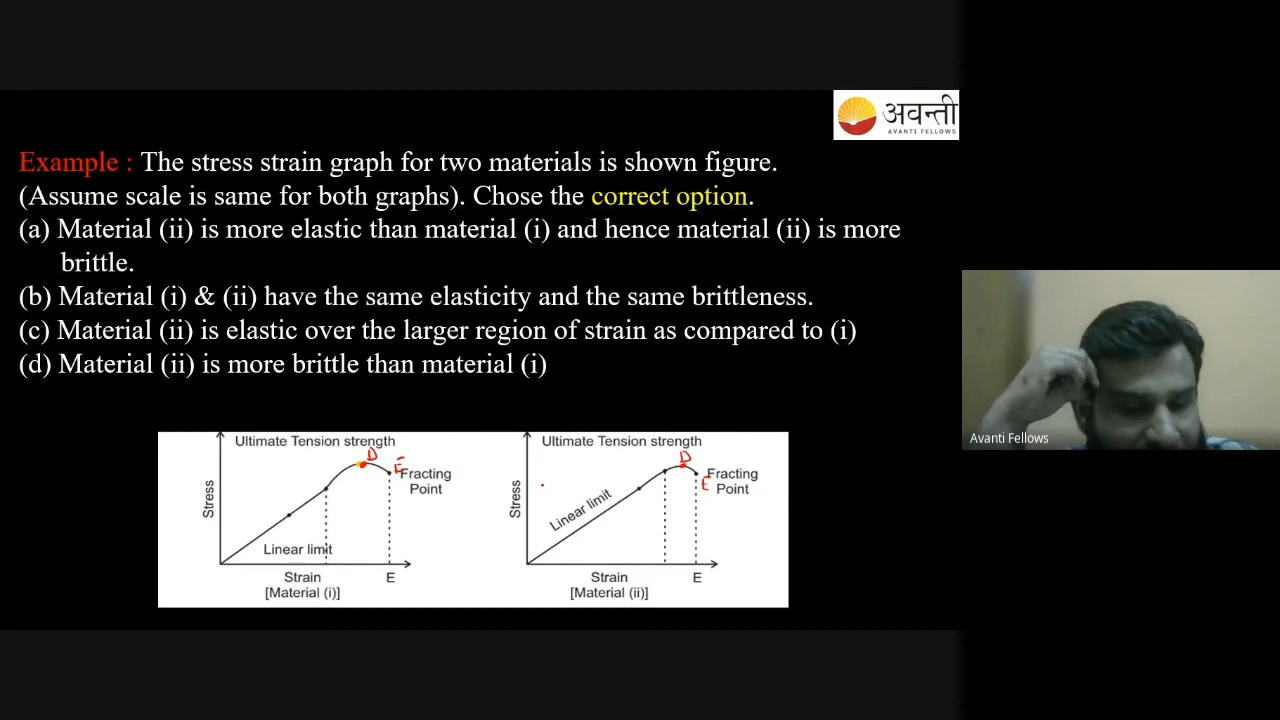 अवन्ती
AVANTI FELLOWS
Example : The stress strain graph for two materials is shown figure.
(Assume scale is same for both graphs). Chose the correct option.
(a) Material (ii) is more elastic than material (i) and hence material (ii) is more
brittle.
(b) Material (i) & (ii) have the same elasticity and the same brittleness.
(c) Material (ii) is elastic over the larger region of strain as compared to (i)
(d) Material (ii) is more brittle than material (i)
Avanti Fellows
Ultimate Tension strength
D
E
Fracting
Point
Stress
Linear limit
Strain
E
[Material (i)]
Ultimate Tension strength
D
E
Fracting
Point
Stress
Linear limit
Strain
E
[Material (ii)]